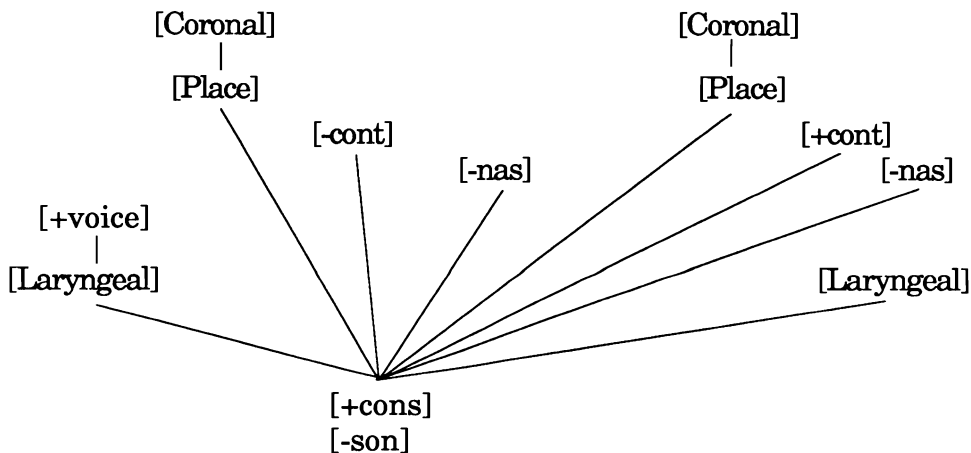 [Coronal] [Coronal]
[Place] [Place]
[-cont] [+cont]
[-nas] [-nas]
[+voice]
[Laryngeal] [Laryngeal]
[+cons]
[-son]